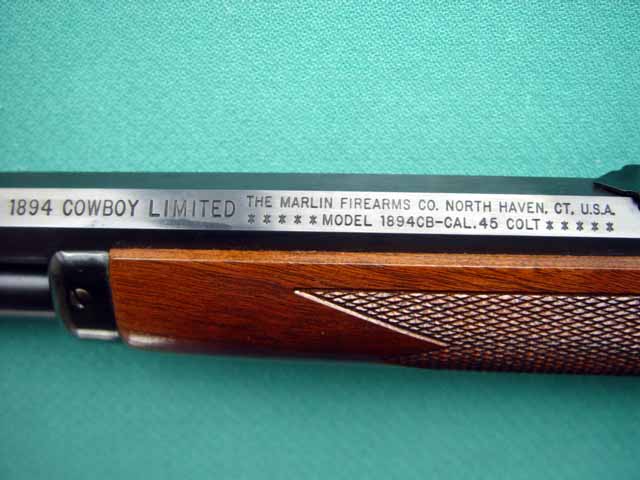 1894 COWBOY LIMITED
THE MARLIN FIREARMS CO. NORTH HAVEN, CT. U.S.A.
✶✶✶✶✶MODEL 1894CB-CAL.45 COLT✶✶✶✶✶